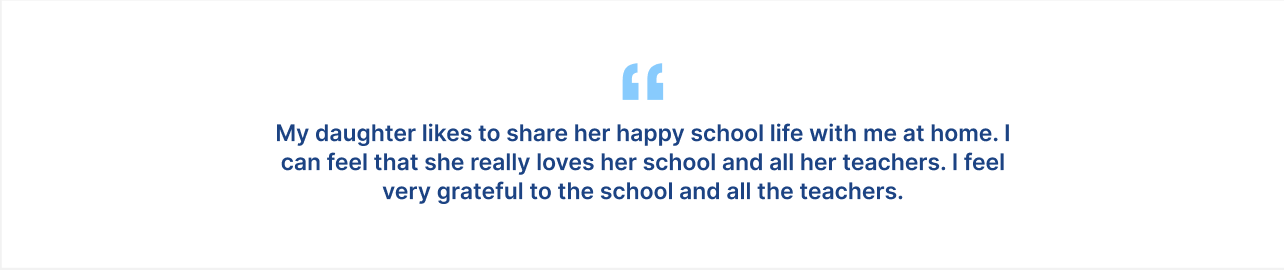 “
My daughter likes to share her happy school life with me at home. I
can feel that she really loves her school and all her teachers. I feel
very grateful to the school and all the teachers.